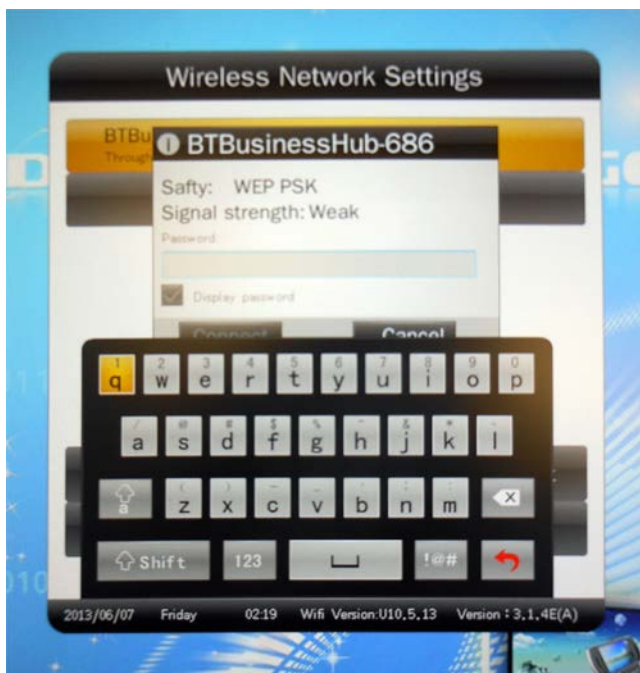 Wireless Network Settings
BTBu
Through
BTBusinessHub-686
Safty: WEP PSK
Signal strength: Weak
Password:
Display password
Connect
Cancel
1 2 3 4 5 6 7 8 9 0
q w e r t y u i o p
/ @ # $ % & * -
a s d f g h j k l
a z x c v b n m
Shift 123 !@#
2013/06/07 Friday 02:19 Wifi Version:U10,5,13 Version : 3,1,4E(A)